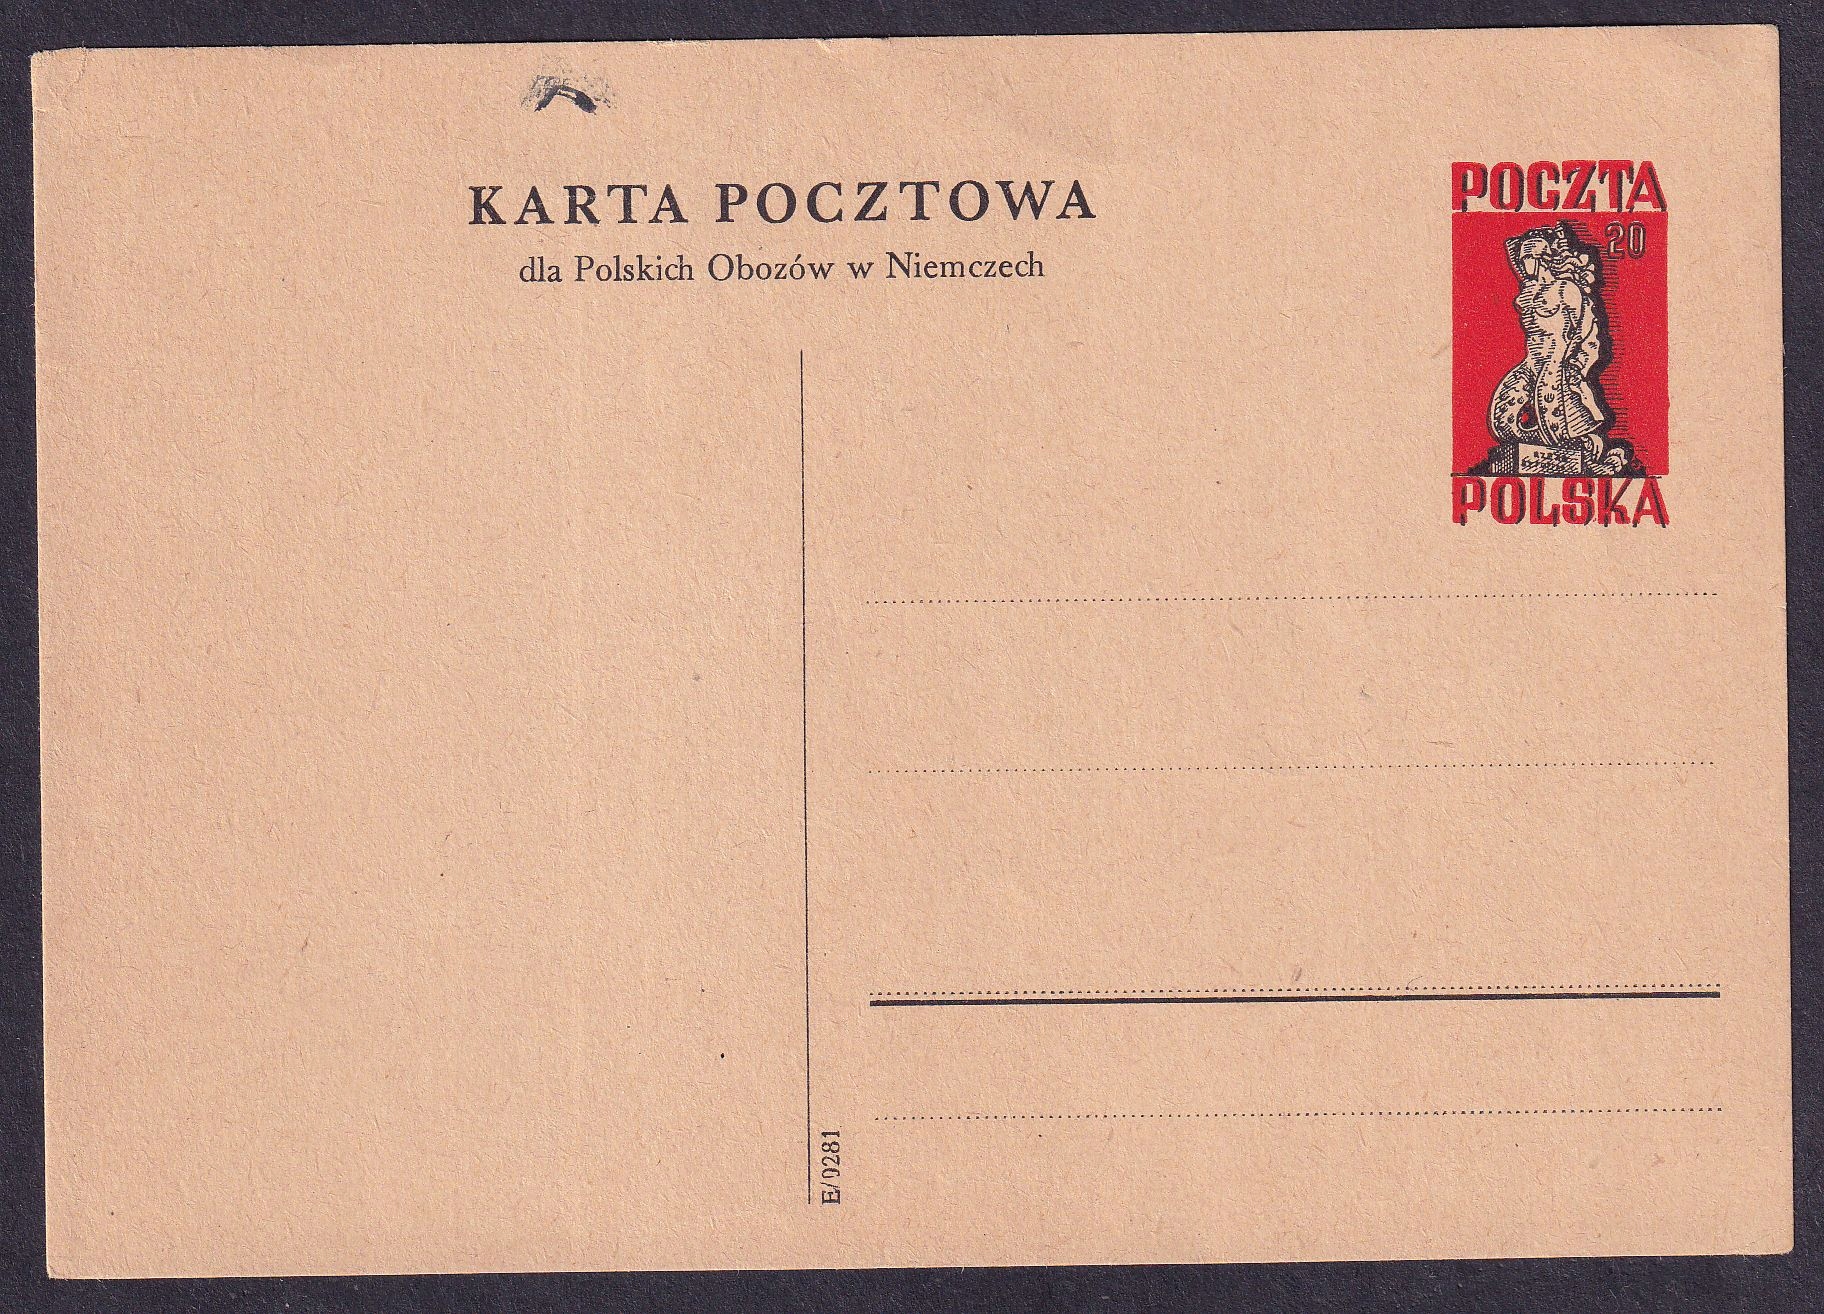 KARTA POCZTOWA
dla Polskich Obozów w Niemczech
POCZTA
20
POLSKA
E/0281